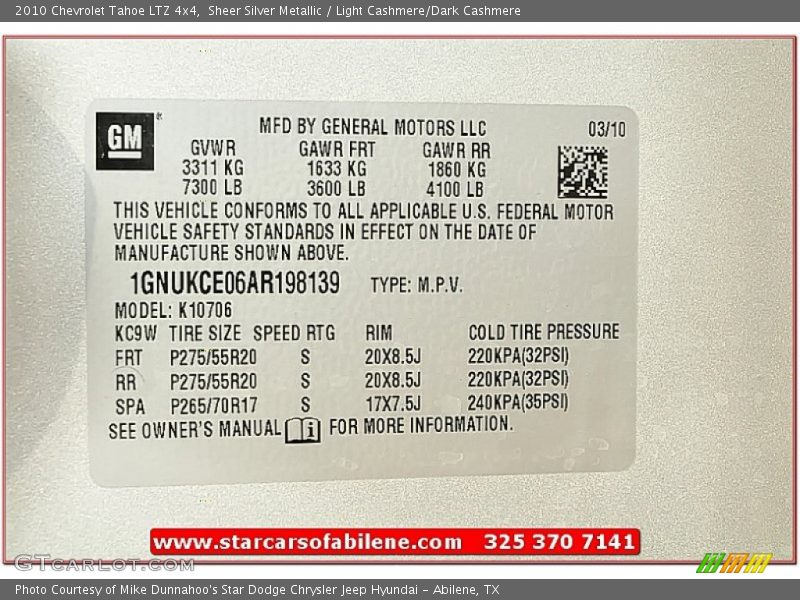 2010 Chevrolet Tahoe LTZ 4x4, Sheer Silver Metallic / Light Cashmere/Dark Cashmere
GM
MFD BY GENERAL MOTORS LLC 03/10
GVWR GAWR FRT GAWR RR
3311 KG 1633 KG 1860 KG
7300 LB 3600 LB 4100 LB
THIS VEHICLE CONFORMS TO ALL APPLICABLE U.S. FEDERAL MOTOR
VEHICLE SAFETY STANDARDS IN EFFECT ON THE DATE OF
MANUFACTURE SHOWN ABOVE.
1GNUKCE06AR198139 TYPE: M.P.V.
MODEL: K10706
KC9W TIRE SIZE SPEED RTG RIM COLD TIRE PRESSURE
FRT P275/55R20 S 20X8.5J 220KPA(32PSI)
RR P275/55R20 S 20X8.5J 220KPA(32PSI)
SPA P265/70R17 S 17X7.5J 240KPA(35PSI)
SEE OWNER'S MANUAL i FOR MORE INFORMATION.
www.starcarsofabilene.com 325 370 7141
GTcarlot.com
Photo Courtesy of Mike Dunnahoo's Star Dodge Chrysler Jeep Hyundai - Abilene, TX